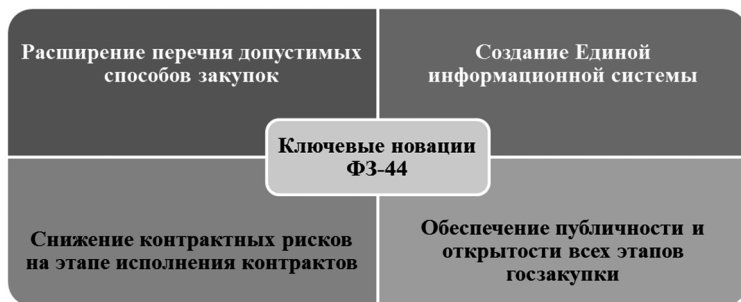 Расширение перечня допустимых
способов закупок
Создание Единой
информационной системы
Ключевые новации
ФЗ-44
Снижение контрактных рисков
на этапе исполнения контрактов
Обеспечение публичности и
открытости всех этапов
госзакупки